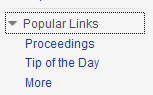 Popular Links
Proceedings
Tip of the Day
More